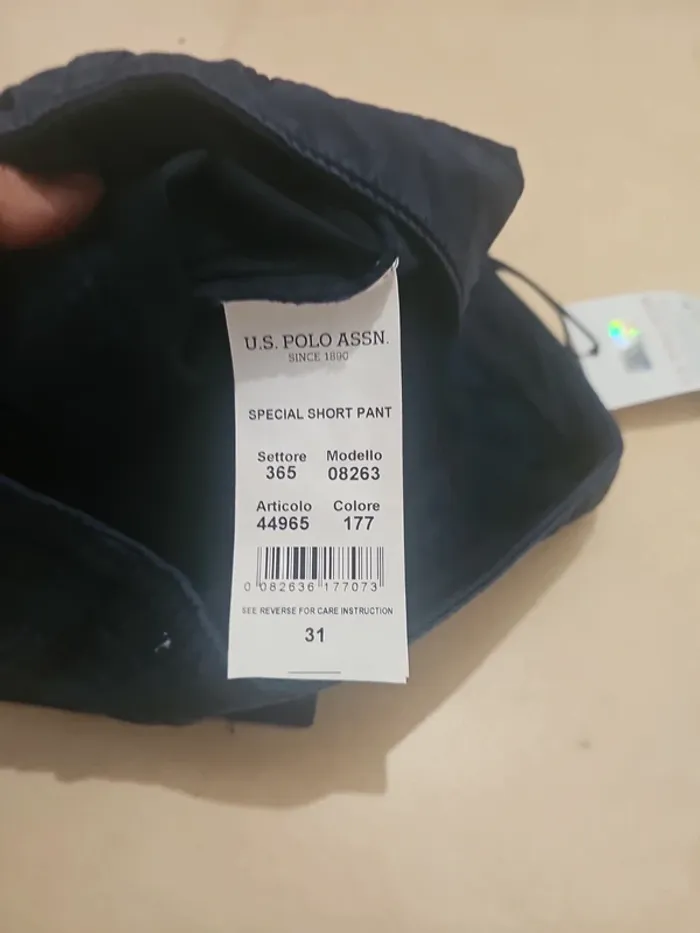 U.S. POLO ASSN.
SINCE 1890
SPECIAL SHORT PANT
Settore Modello
365 08263
Articolo Colore
44965 177
0 082636 177073
SEE REVERSE FOR CARE INSTRUCTION
31